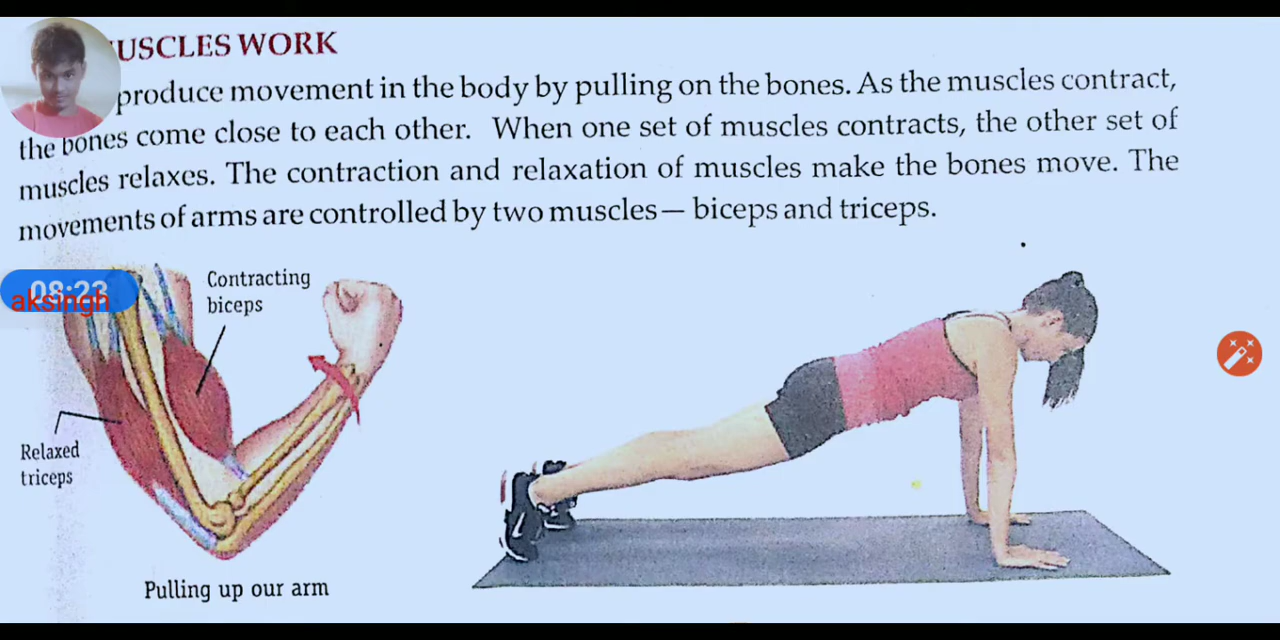 USCLES WORK
produce movement in the body by pulling on the bones. As the muscles contract,
the bones come close to each other. When one set of muscles contracts, the other set of
muscles relaxes. The contraction and relaxation of muscles make the bones move. The
movements of arms are controlled by two muscles— biceps and triceps.
Contracting
biceps
08:23
aksingh
Relaxed
triceps
Pulling up our arm